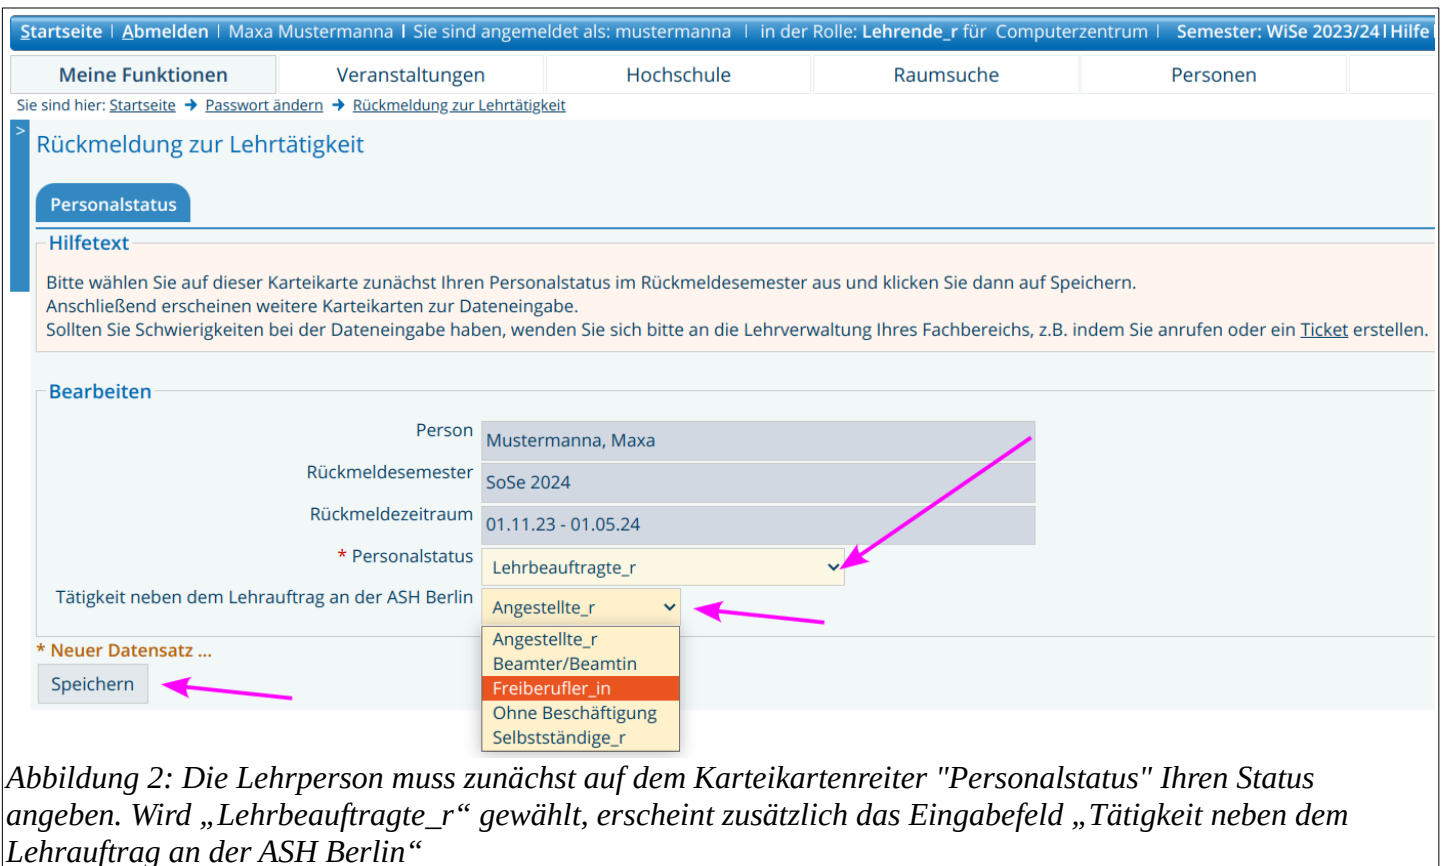 Startseite | Abmelden | Maxa Mustermanna | Sie sind angemeldet als: mustermanna | in der Rolle: Lehrende_r für Computerzentrum | Semester: WiSe 2023/24 | Hilfe
Meine Funktionen Veranstaltungen Hochschule Raumsuche Personen
Sie sind hier: Startseite → Passwort ändern → Rückmeldung zur Lehrtätigkeit
>
Rückmeldung zur Lehrtätigkeit
Personalstatus
Hilfetext
Bitte wählen Sie auf dieser Karteikarte zunächst Ihren Personalstatus im Rückmeldesemester aus und klicken Sie dann auf Speichern.
Anschließend erscheinen weitere Karteikarten zur Dateneingabe.
Sollten Sie Schwierigkeiten bei der Dateneingabe haben, wenden Sie sich bitte an die Lehrverwaltung Ihres Fachbereichs, z.B. indem Sie anrufen oder ein Ticket erstellen.
Bearbeiten
Person Mustermanna, Maxa
Rückmeldesemester SoSe 2024
Rückmeldezeitraum 01.11.23 - 01.05.24
* Personalstatus Lehrbeauftragte_r
Tätigkeit neben dem Lehrauftrag an der ASH Berlin Angestellte_r
Angestellte_r
Beamter/Beamtin
Freiberufler_in
Ohne Beschäftigung
Selbstständige_r
* Neuer Datensatz ...
Speichern
Abbildung 2: Die Lehrperson muss zunächst auf dem Karteikartenreiter "Personalstatus" Ihren Status
angeben. Wird „Lehrbeauftragte_r“ gewählt, erscheint zusätzlich das Eingabefeld „Tätigkeit neben dem
Lehrauftrag an der ASH Berlin“